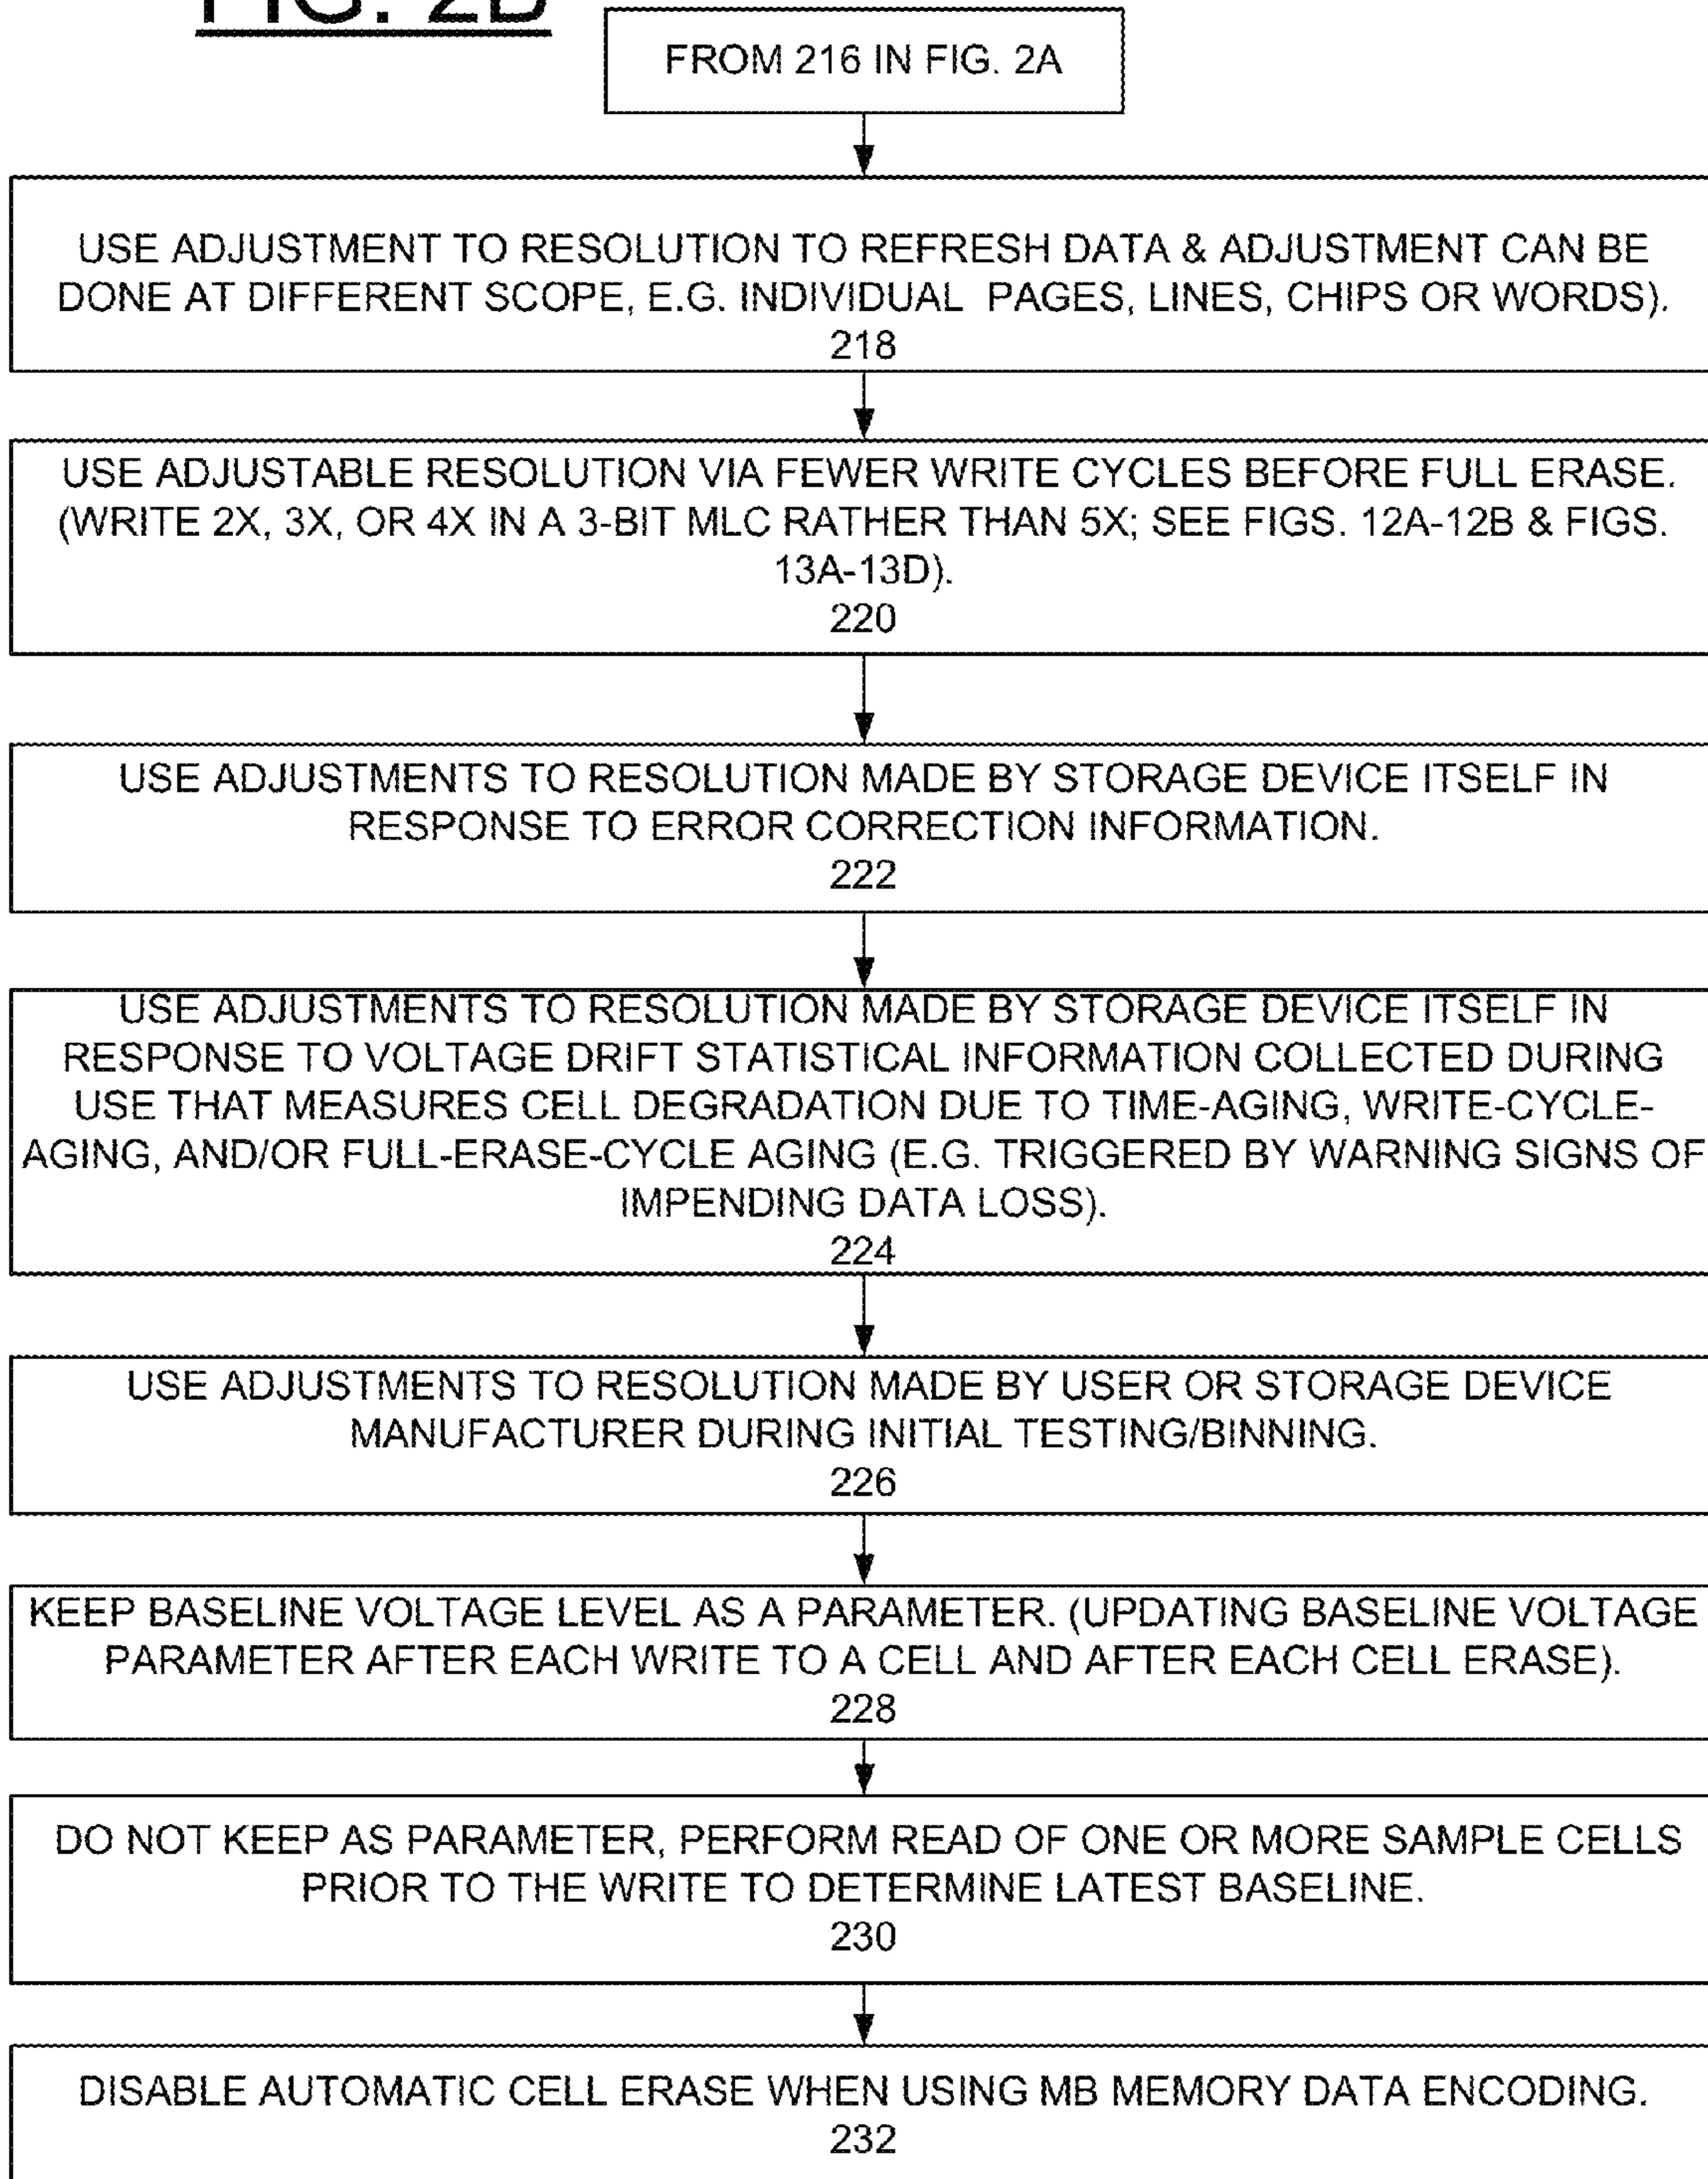 FIG. 2B
FROM 216 IN FIG. 2A
USE ADJUSTMENT TO RESOLUTION TO REFRESH DATA & ADJUSTMENT CAN BE
DONE AT DIFFERENT SCOPE, E.G. INDIVIDUAL PAGES, LINES, CHIPS OR WORDS).
218
USE ADJUSTABLE RESOLUTION VIA FEWER WRITE CYCLES BEFORE FULL ERASE.
(WRITE 2X, 3X, OR 4X IN A 3-BIT MLC RATHER THAN 5X; SEE FIGS. 12A-12B & FIGS.
13A-13D).
220
USE ADJUSTMENTS TO RESOLUTION MADE BY STORAGE DEVICE ITSELF IN
RESPONSE TO ERROR CORRECTION INFORMATION.
222
USE ADJUSTMENTS TO RESOLUTION MADE BY STORAGE DEVICE ITSELF IN
RESPONSE TO VOLTAGE DRIFT STATISTICAL INFORMATION COLLECTED DURING
USE THAT MEASURES CELL DEGRADATION DUE TO TIME-AGING, WRITE-CYCLE-
AGING, AND/OR FULL-ERASE-CYCLE AGING (E.G. TRIGGERED BY WARNING SIGNS OF
IMPENDING DATA LOSS).
224
USE ADJUSTMENTS TO RESOLUTION MADE BY USER OR STORAGE DEVICE
MANUFACTURER DURING INITIAL TESTING/BINNING.
226
KEEP BASELINE VOLTAGE LEVEL AS A PARAMETER. (UPDATING BASELINE VOLTAGE
PARAMETER AFTER EACH WRITE TO A CELL AND AFTER EACH CELL ERASE).
228
DO NOT KEEP AS PARAMETER, PERFORM READ OF ONE OR MORE SAMPLE CELLS
PRIOR TO THE WRITE TO DETERMINE LATEST BASELINE.
230
DISABLE AUTOMATIC CELL ERASE WHEN USING MB MEMORY DATA ENCODING.
232